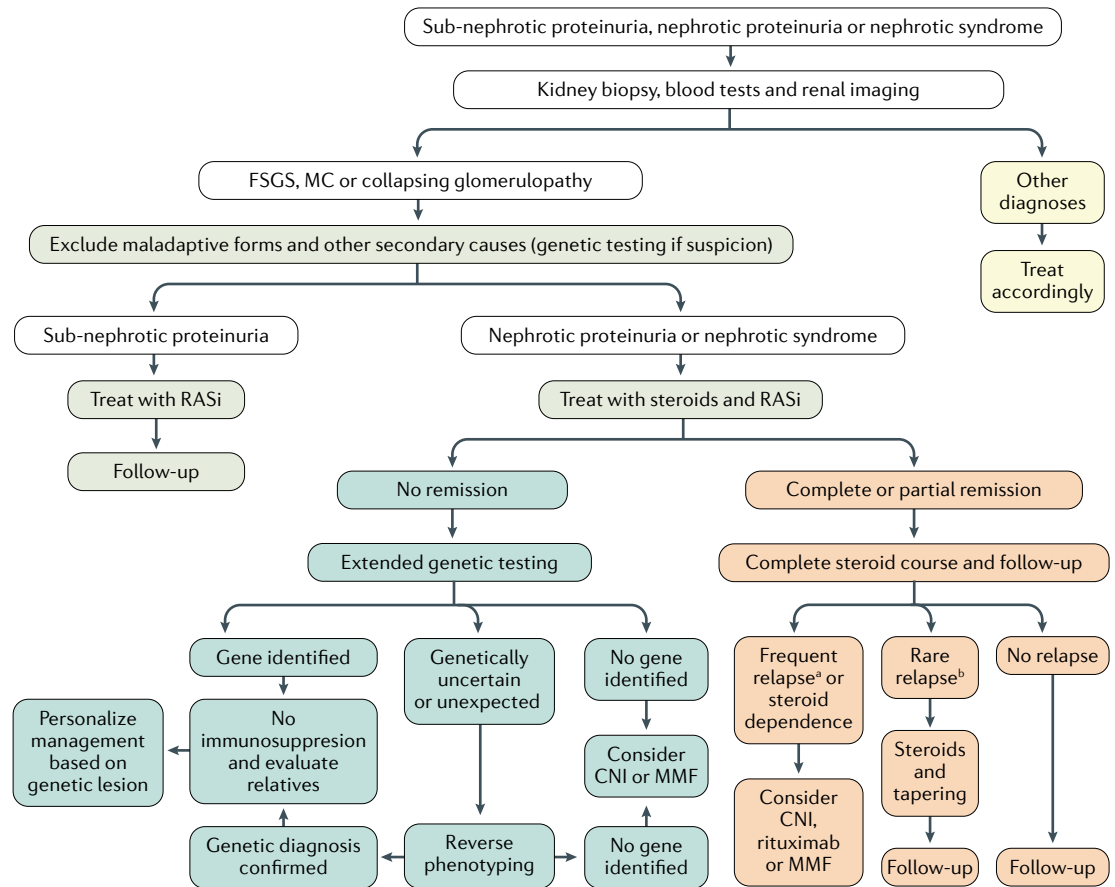 Sub-nephrotic proteinuria, nephrotic proteinuria or nephrotic syndrome
Kidney biopsy, blood tests and renal imaging
FSGS, MC or collapsing glomerulopathy
Other
diagnoses
Exclude maladaptive forms and other secondary causes (genetic testing if suspicion)
Treat
accordingly
Sub-nephrotic proteinuria
Nephrotic proteinuria or nephrotic syndrome
Treat with RASi
Treat with steroids and RASi
Follow-up
No remission
Complete or partial remission
Extended genetic testing
Complete steroid course and follow-up
Gene identified
Genetically
uncertain
or unexpected
No gene
identified
Frequent
relapseᵃ or
steroid
dependence
Rare
relapseᵇ
No relapse
Personalize
management
based on
genetic lesion
No
immunosuppresion
and evaluate
relatives
Consider
CNI or MMF
Steroids
and
tapering
Consider
CNI,
rituximab
or MMF
Genetic diagnosis
confirmed
Reverse
phenotyping
No gene
identified
Follow-up
Follow-up